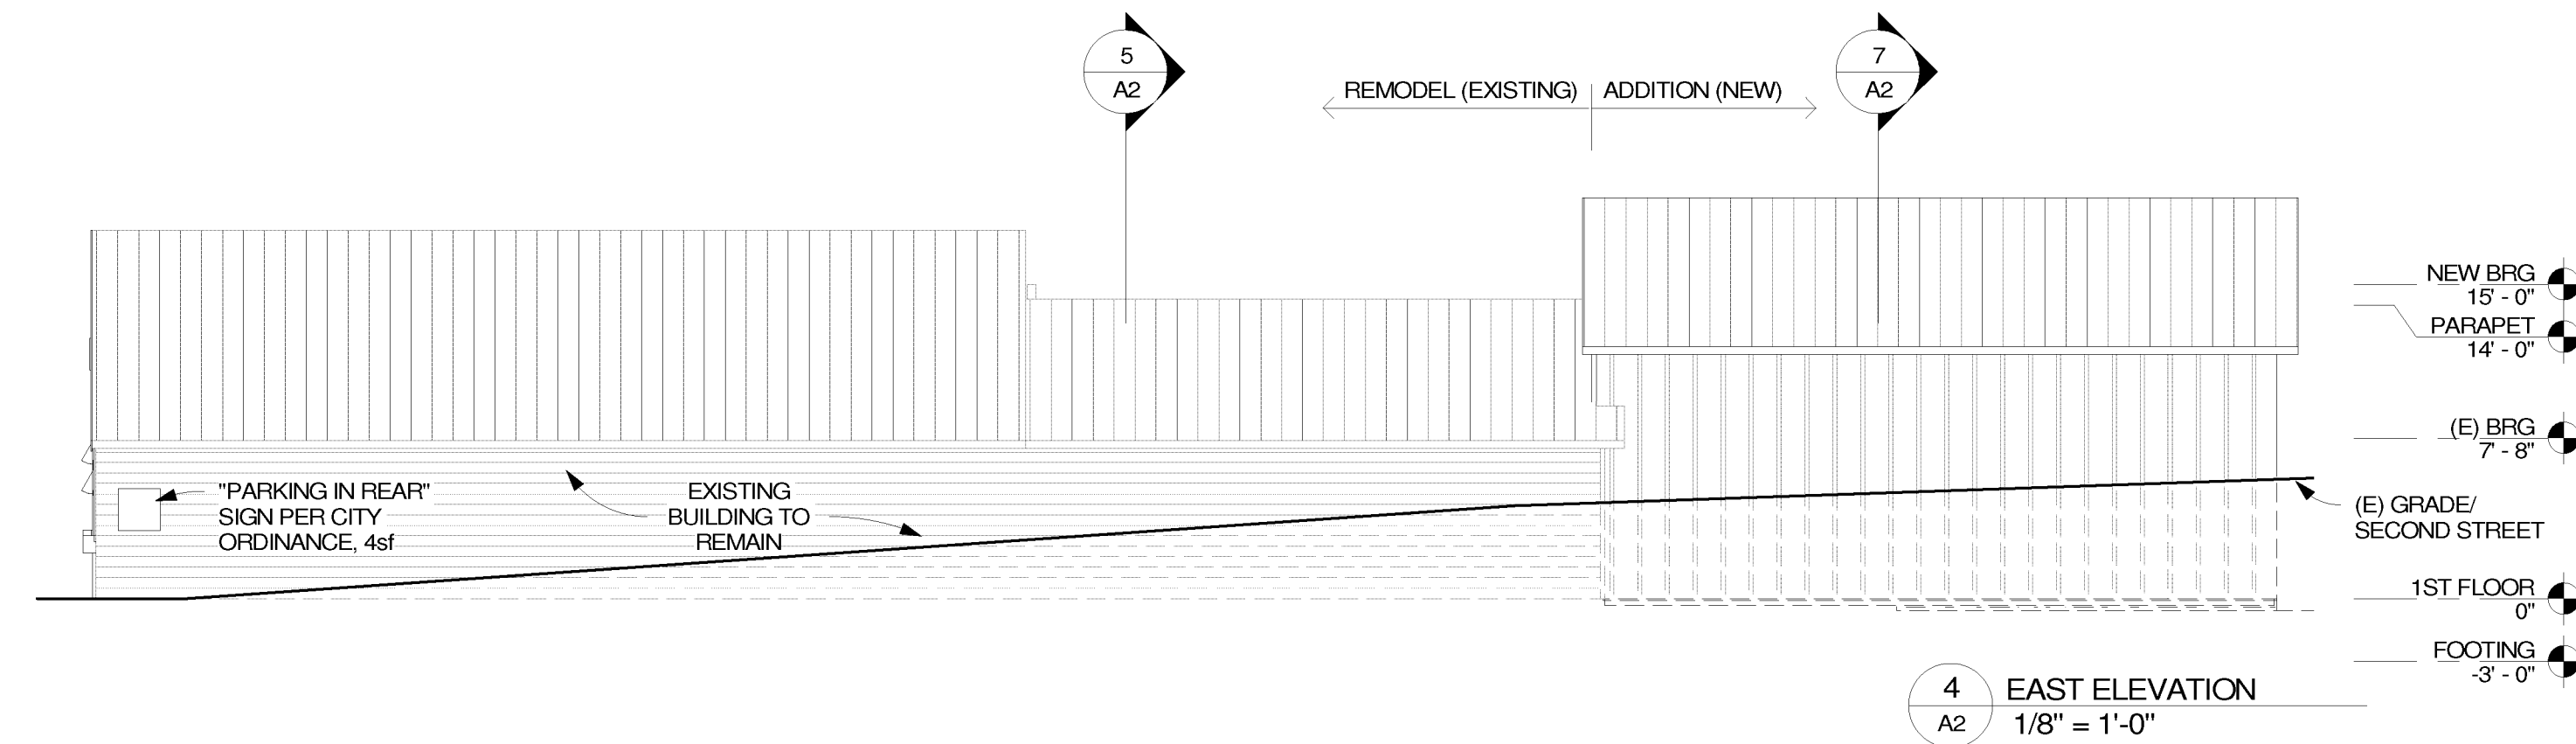 5
A2
REMODEL (EXISTING)
ADDITION (NEW)
7
A2
NEW BRG
15' - 0"
PARAPET
14' - 0"
(E) BRG
7' - 8"
"PARKING IN REAR"
SIGN PER CITY
ORDINANCE, 4sf
EXISTING
BUILDING TO
REMAIN
(E) GRADE/
SECOND STREET
1ST FLOOR
0"
FOOTING
-3' - 0"
4
A2
EAST ELEVATION
1/8" = 1'-0"